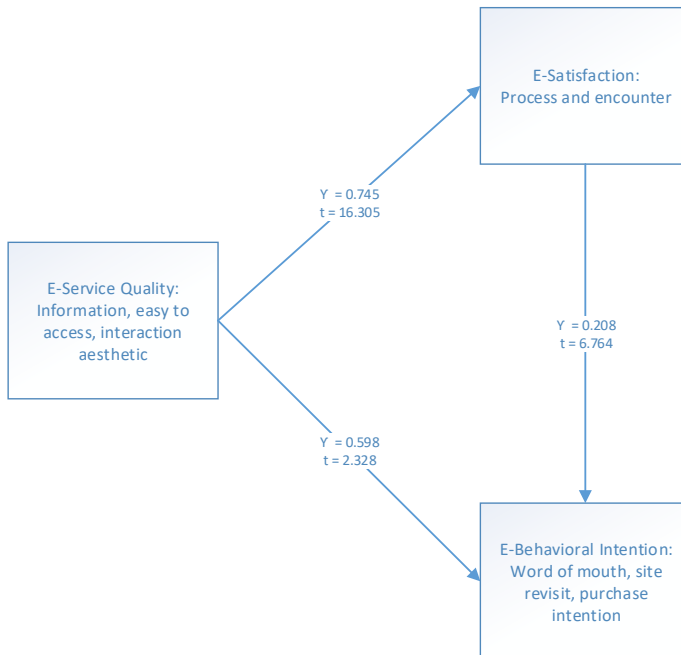 E-Satisfaction:
Process and encounter
Y = 0.745
t = 16.305
E-Service Quality:
Information, easy to
access, interaction
aesthetic
Y = 0.208
t = 6.764
Y = 0.598
t = 2.328
E-Behavioral Intention:
Word of mouth, site
revisit, purchase
intention